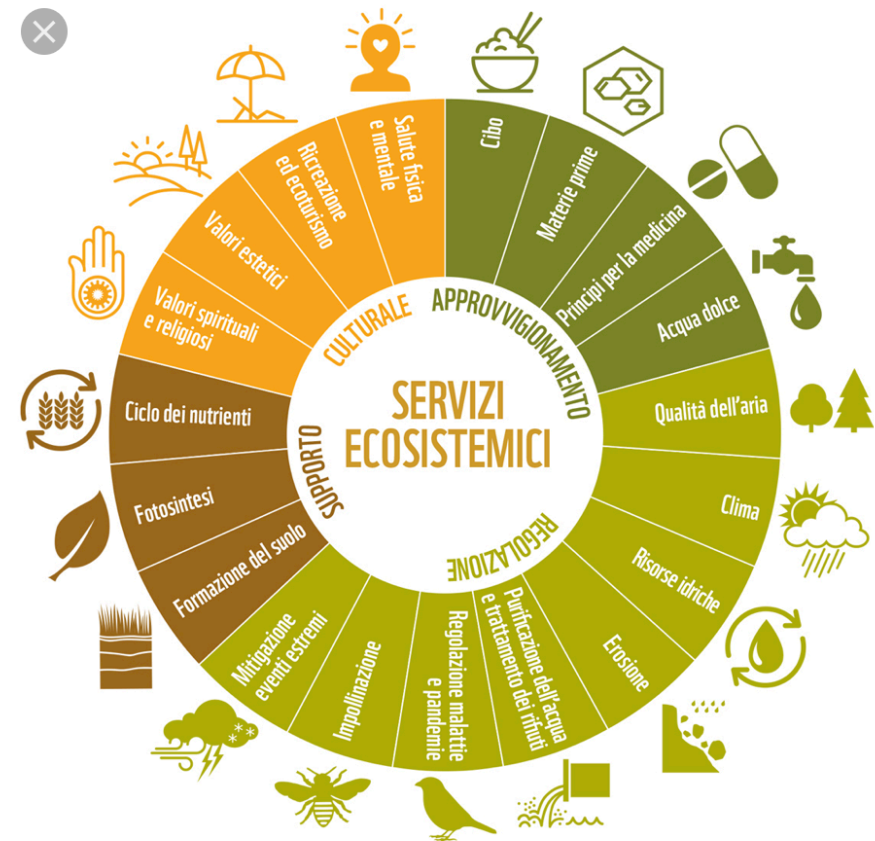 SERVIZI
ECOSISTEMICI
APPROVVIGIONAMENTO
Cibo
Materie prime
Principi per la medicina
Acqua dolce
REGOLAZIONE
Qualità dell'aria
Clima
Risorse idriche
Erosione
Purificazione dell'acqua
e trattamento dei rifiuti
Regolazione malattie
e pandemie
Impollinazione
Mitigazione
eventi estremi
SUPPORTO
Formazione del suolo
Fotosintesi
Ciclo dei nutrienti
CULTURALE
Valori spirituali
e religiosi
Valori estetici
Ricreazione
ed ecoturismo
Salute fisica
e mentale